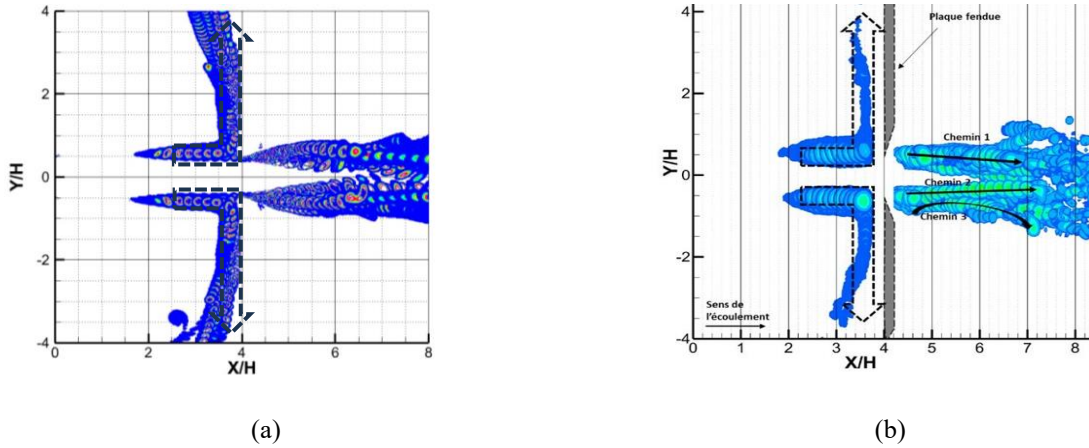 4
2
0
-2
-4
Y/H
0
2
4
6
8
X/H
(a)
4
2
0
-2
-4
Y/H
Plaque fendue
Chemin 1
Chemin 2
Chemin 3
Sens de
l'écoulement
0
1
2
3
4
5
6
7
8
X/H
(b)